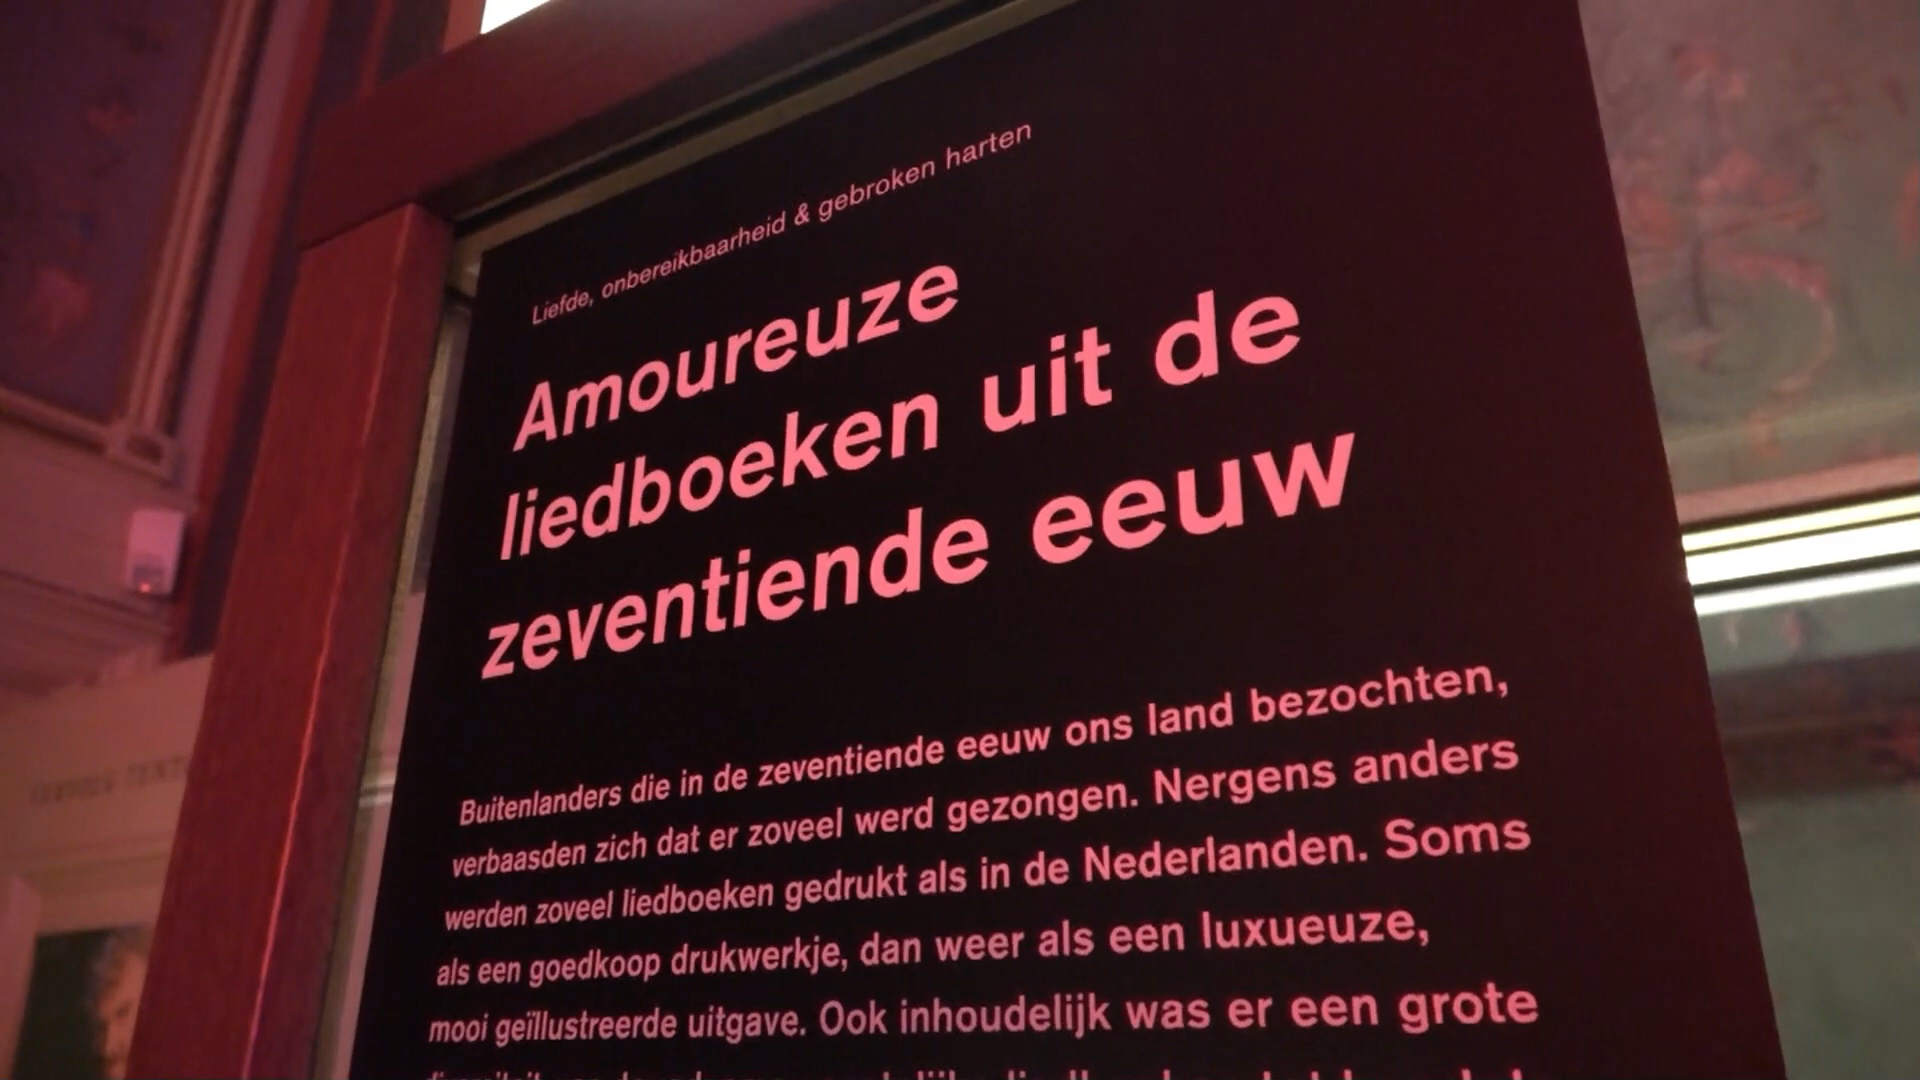 Liefde, onbereikbaarheid & gebroken harten
Amoureuze
liedboeken uit de
zeventiende eeuw
Buitenlanders die in de zeventiende eeuw ons land bezochten,
verbaasden zich dat er zoveel werd gezongen. Nergens anders
werden zoveel liedboeken gedrukt als in de Nederlanden. Soms
als een goedkoop drukwerkje, dan weer als een luxueuze,
mooi geïllustreerde uitgave. Ook inhoudelijk was er een grote